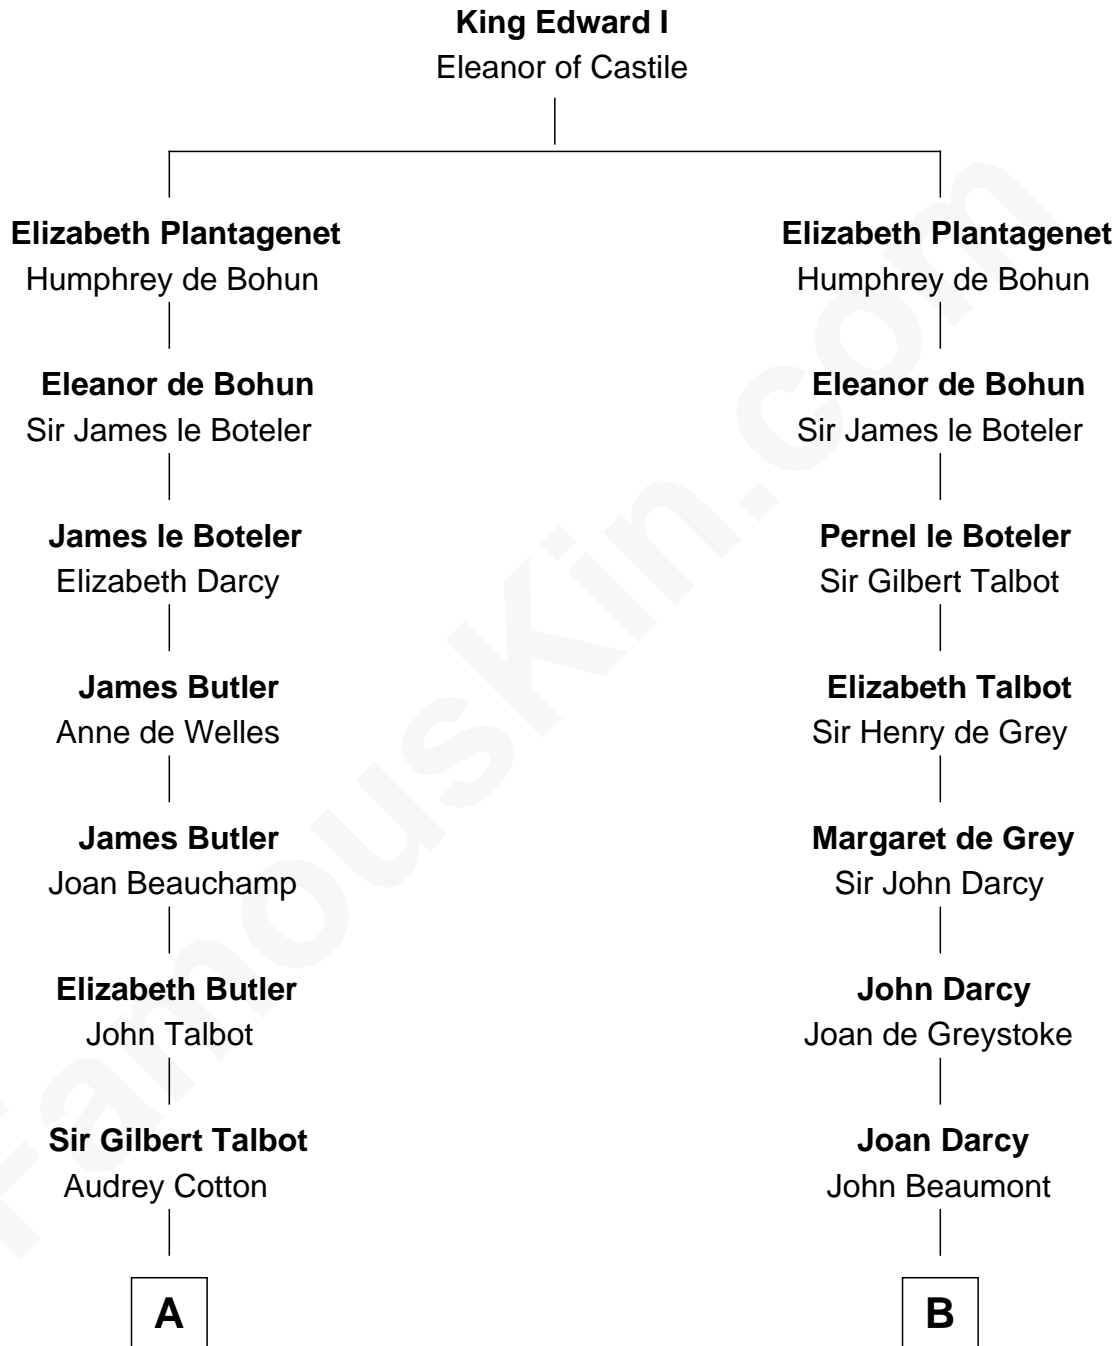 King Edward I
Eleanor of Castile
Elizabeth Plantagenet
Humphrey de Bohun
Eleanor de Bohun
Sir James le Boteler
James le Boteler
Elizabeth Darcy
James Butler
Anne de Welles
James Butler
Joan Beauchamp
Elizabeth Butler
John Talbot
Sir Gilbert Talbot
Audrey Cotton
A
Elizabeth Plantagenet
Humphrey de Bohun
Eleanor de Bohun
Sir James le Boteler
Pernel le Boteler
Sir Gilbert Talbot
Elizabeth Talbot
Sir Henry de Grey
Margaret de Grey
Sir John Darcy
John Darcy
Joan de Greystoke
Joan Darcy
John Beaumont
B
FamousKin.com